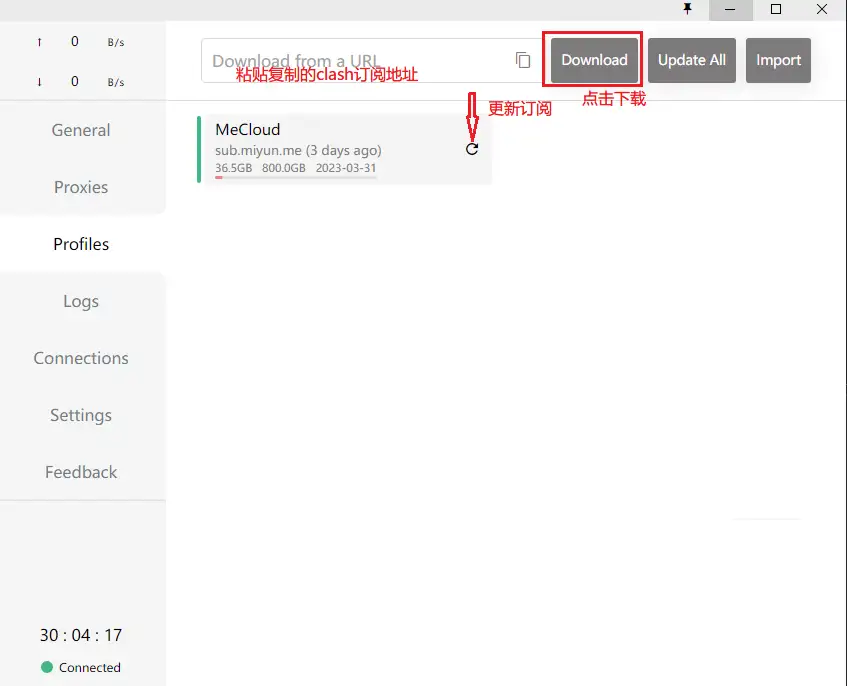 ↑ 0 B/s
↓ 0 B/s
General
Proxies
Profiles
Logs
Connections
Settings
Feedback
30 : 04 : 17
Connected
Download from a URL
粘贴复制的clash订阅地址
Download
Update All
Import
点击下载
更新订阅
MeCloud
sub.miyun.me (3 days ago)
36.5GB 800.0GB 2023-03-31